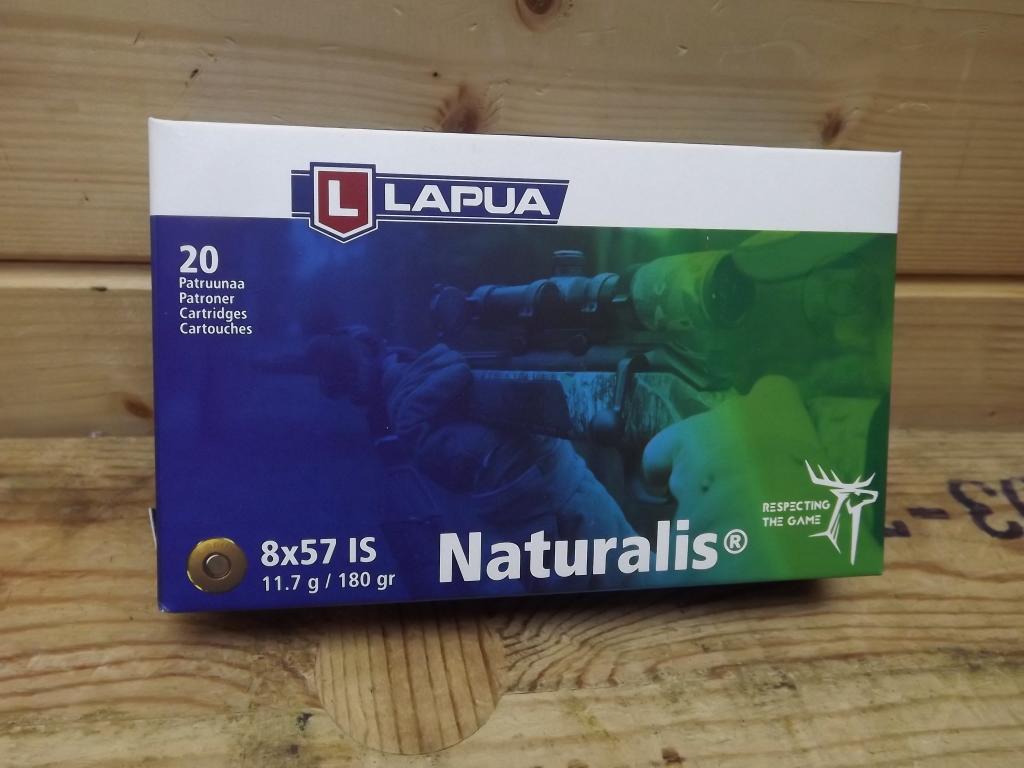 L LAPUA
20
Patruunaa
Patroner
Cartridges
Cartouches
RESPECTING
THE GAME
8x57 IS
11.7 g / 180 gr
Naturalis®